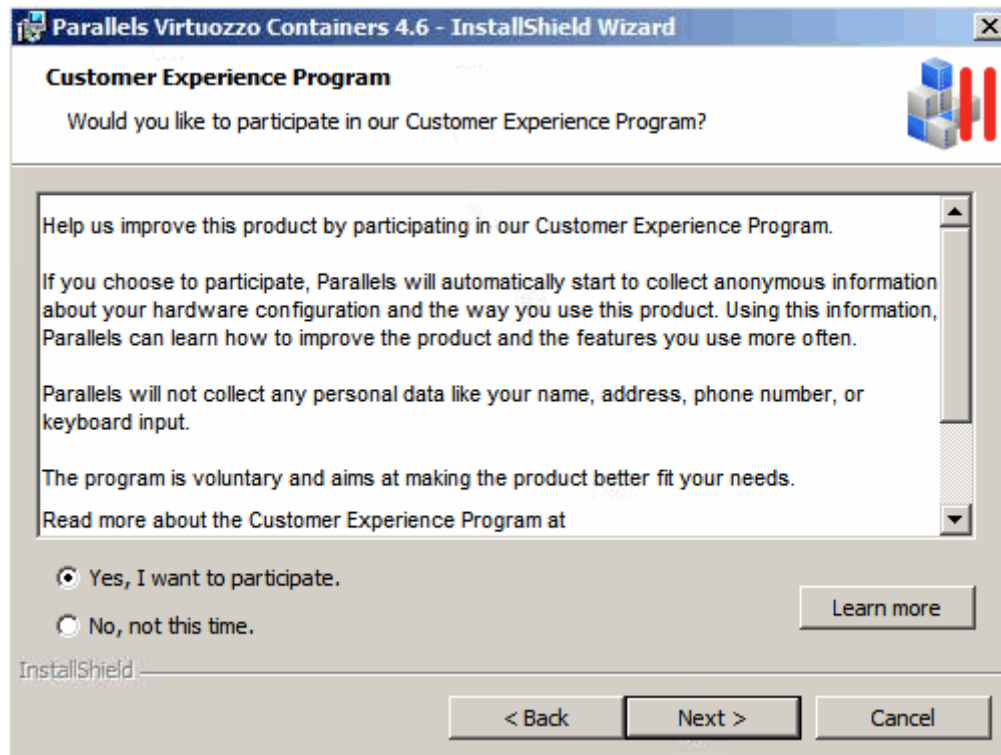 Parallels Virtuozzo Containers 4.6 - InstallShield Wizard
Customer Experience Program
Would you like to participate in our Customer Experience Program?
Help us improve this product by participating in our Customer Experience Program.
If you choose to participate, Parallels will automatically start to collect anonymous information
about your hardware configuration and the way you use this product. Using this information,
Parallels can learn how to improve the product and the features you use more often.
Parallels will not collect any personal data like your name, address, phone number, or
keyboard input.
The program is voluntary and aims at making the product better fit your needs.
Read more about the Customer Experience Program at
Yes, I want to participate.
No, not this time.
Learn more
InstallShield
< Back
Next >
Cancel